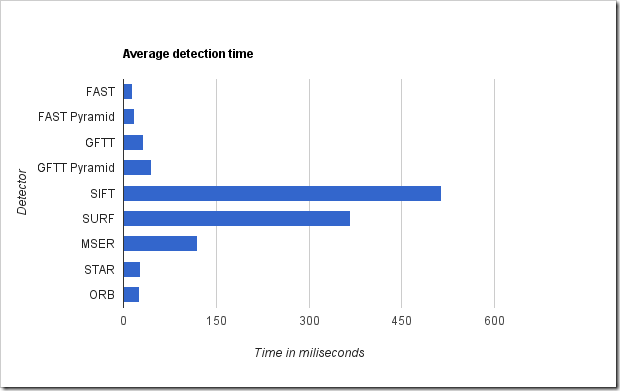 Average detection time
FAST
FAST Pyramid
GFTT
GFTT Pyramid
SIFT
SURF
MSER
STAR
ORB
Detector
0 150 300 450 600
Time in miliseconds